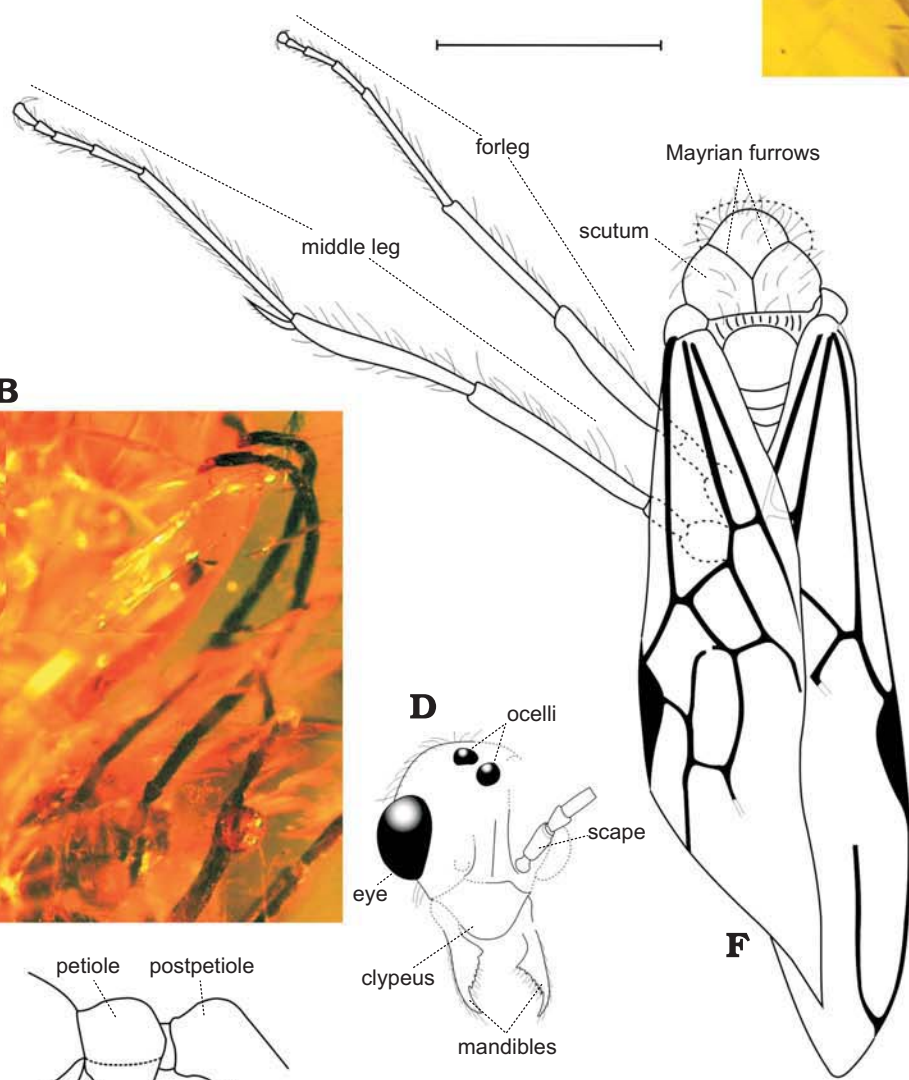 forleg
Mayrian furrows
scutum
middle leg
B
D
ocelli
scape
eye
F
clypeus
petiole postpetiole
mandibles